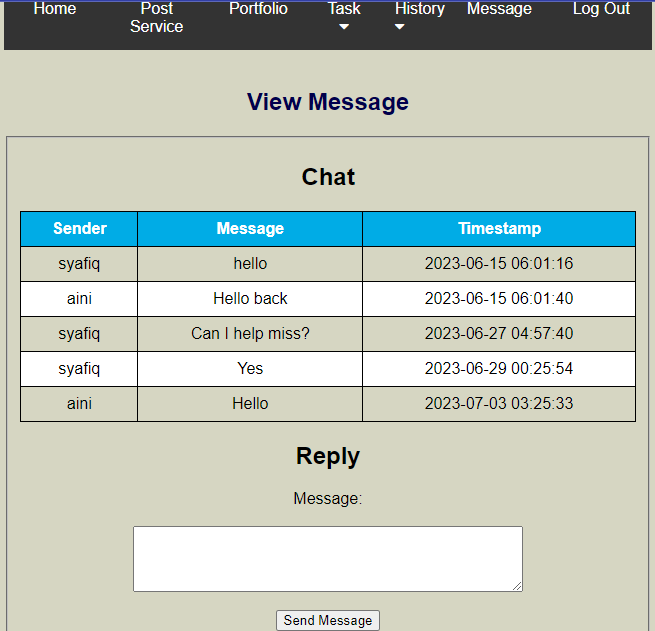 Home Post Service Portfolio Task History Message Log Out
View Message
Chat
Sender Message Timestamp
syafiq hello 2023-06-15 06:01:16
aini Hello back 2023-06-15 06:01:40
syafiq Can I help miss? 2023-06-27 04:57:40
syafiq Yes 2023-06-29 00:25:54
aini Hello 2023-07-03 03:25:33
Reply
Message:
Send Message